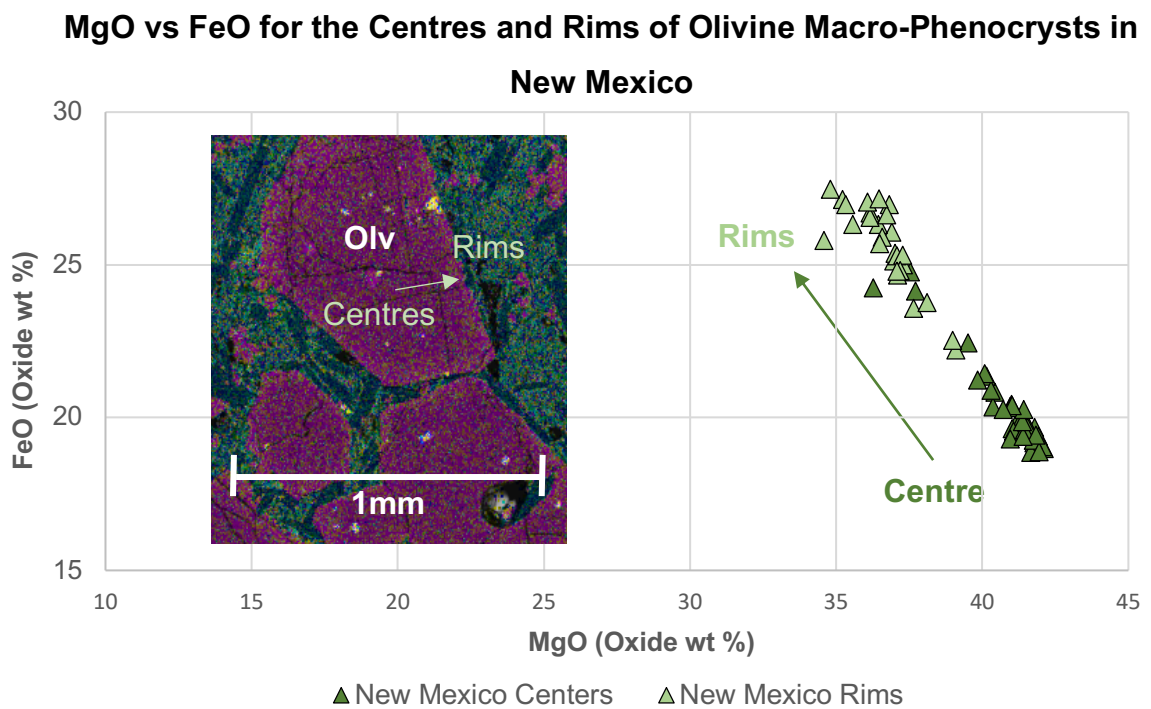 MgO vs FeO for the Centres and Rims of Olivine Macro-Phenocrysts in
New Mexico
FeO (Oxide wt %)
30
25
20
15
Olv
Rims
Centres
1mm
Rims
Centre
10
15
20
25
30
35
40
45
MgO (Oxide wt %)
New Mexico Centers
New Mexico Rims